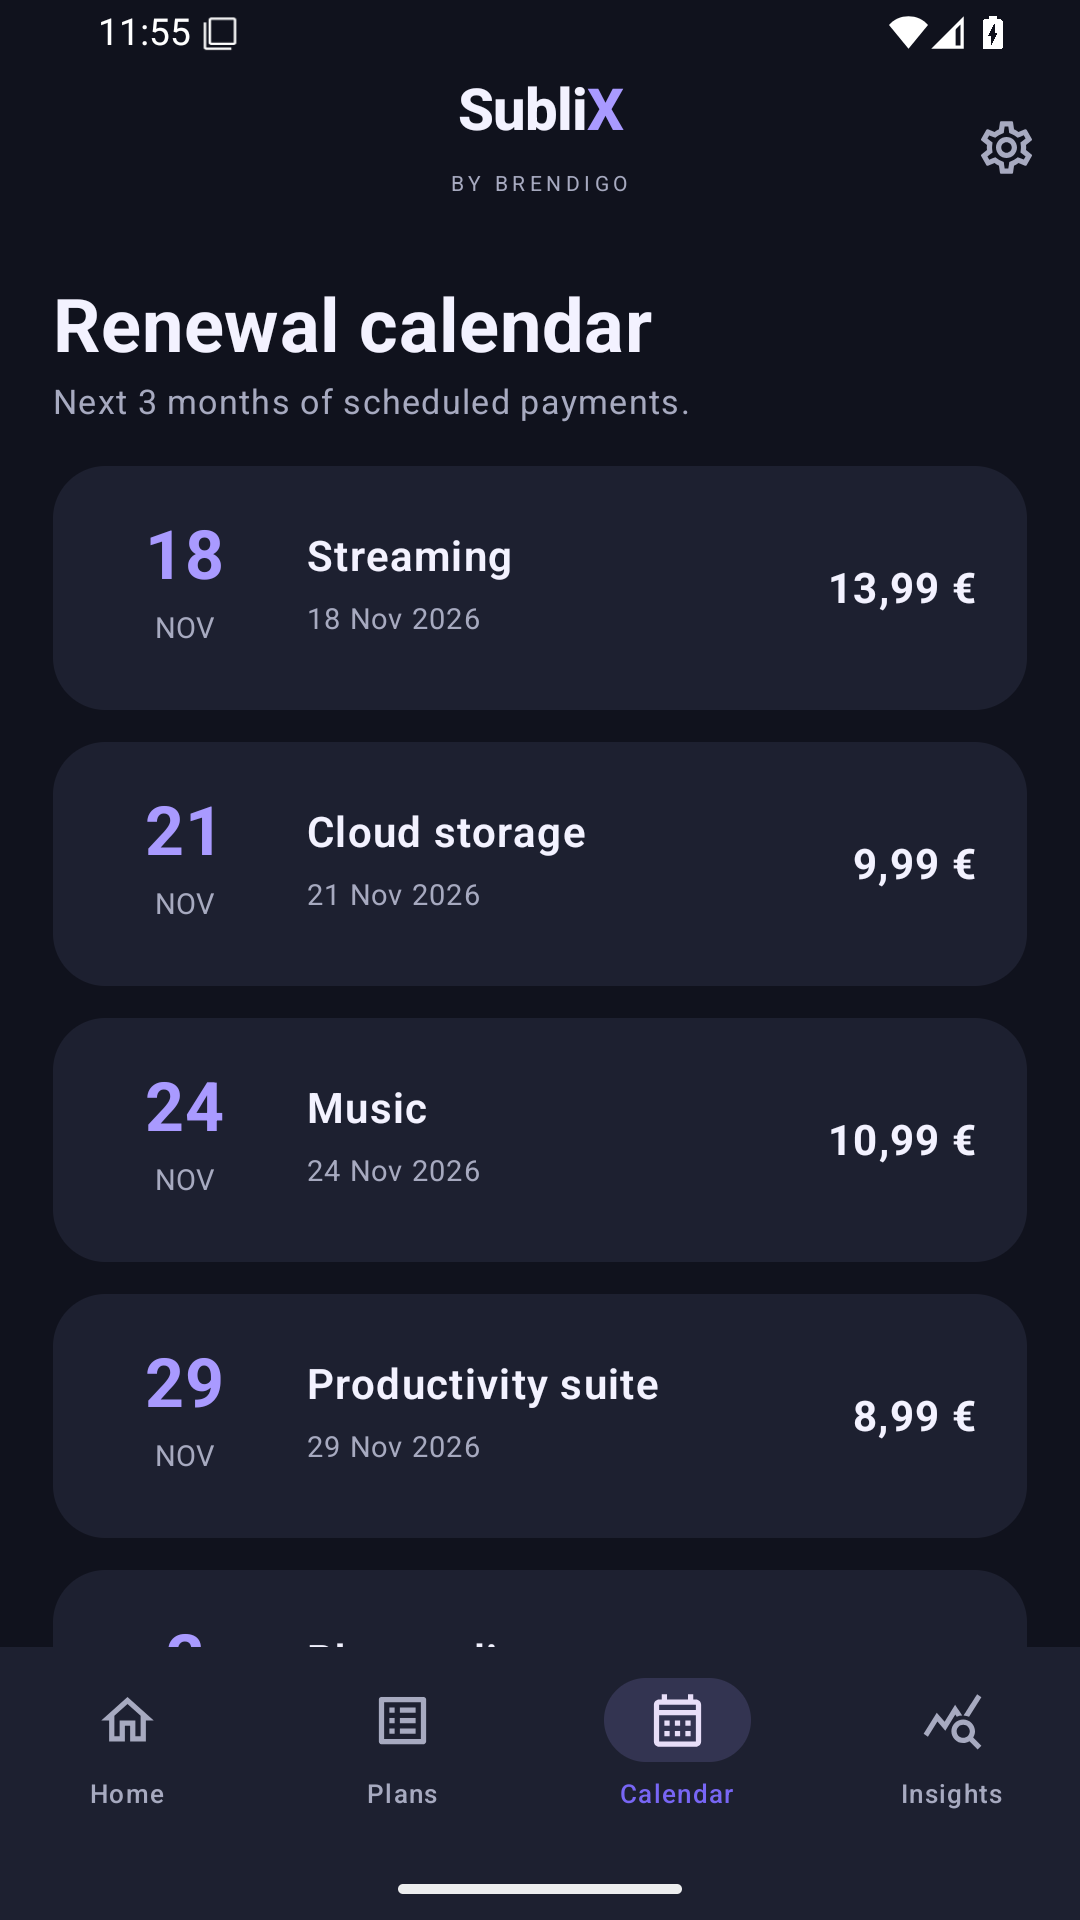 11:55
SubliX
BY BRENDIGO
Renewal calendar
Next 3 months of scheduled payments.
18
NOV
Streaming
18 Nov 2026
13,99 €
21
NOV
Cloud storage
21 Nov 2026
9,99 €
24
NOV
Music
24 Nov 2026
10,99 €
29
NOV
Productivity suite
29 Nov 2026
8,99 €
Home
Plans
Calendar
Insights